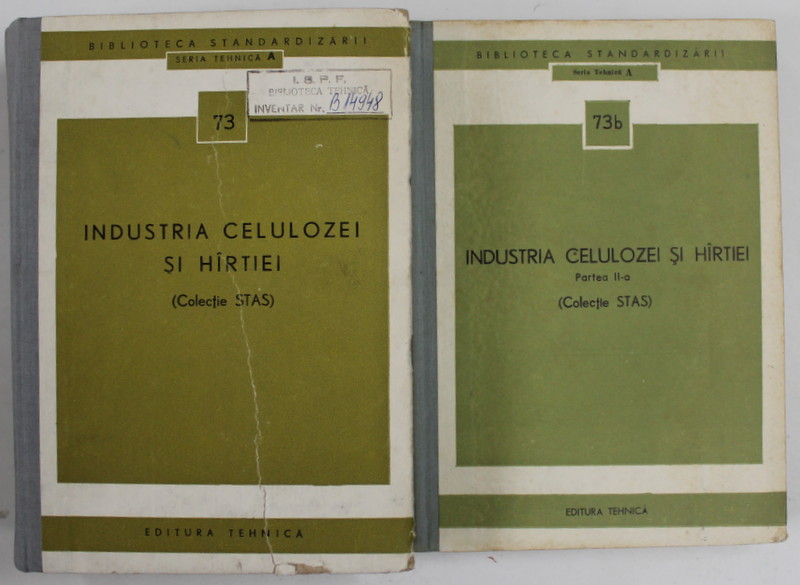 BIBLIOTECA STANDARDIZĂRII
SERIA TEHNICĂ A
I. S. P. F.
BIBLIOTECA TEHNICĂ
INVENTAR Nr. B 14948
73
INDUSTRIA CELULOZEI
ȘI HÎRTIEI
(Colecție STAS)
EDITURA TEHNICĂ
BIBLIOTECA STANDARDIZĂRII
Seria Tehnică A
73b
INDUSTRIA CELULOZEI ȘI HÎRTIEI
Partea II-a
(Colecție STAS)
EDITURA TEHNICĂ